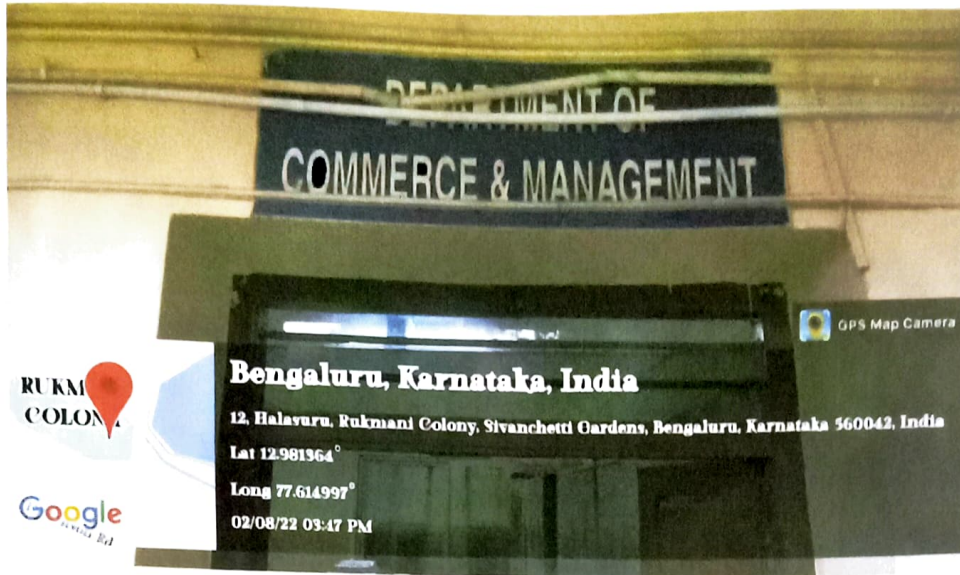 DEPARTMENT OF
COMMERCE & MANAGEMENT
GPS Map Camera
Bengaluru, Karnataka, India
12, Halavuru, Rukmani Colony, Sivanchetti Gardens, Bengaluru, Karnataka 560042, India
Lat 12.981364°
Long 77.614997°
02/08/22 03:47 PM
RUKM
COLON
Google
Rd